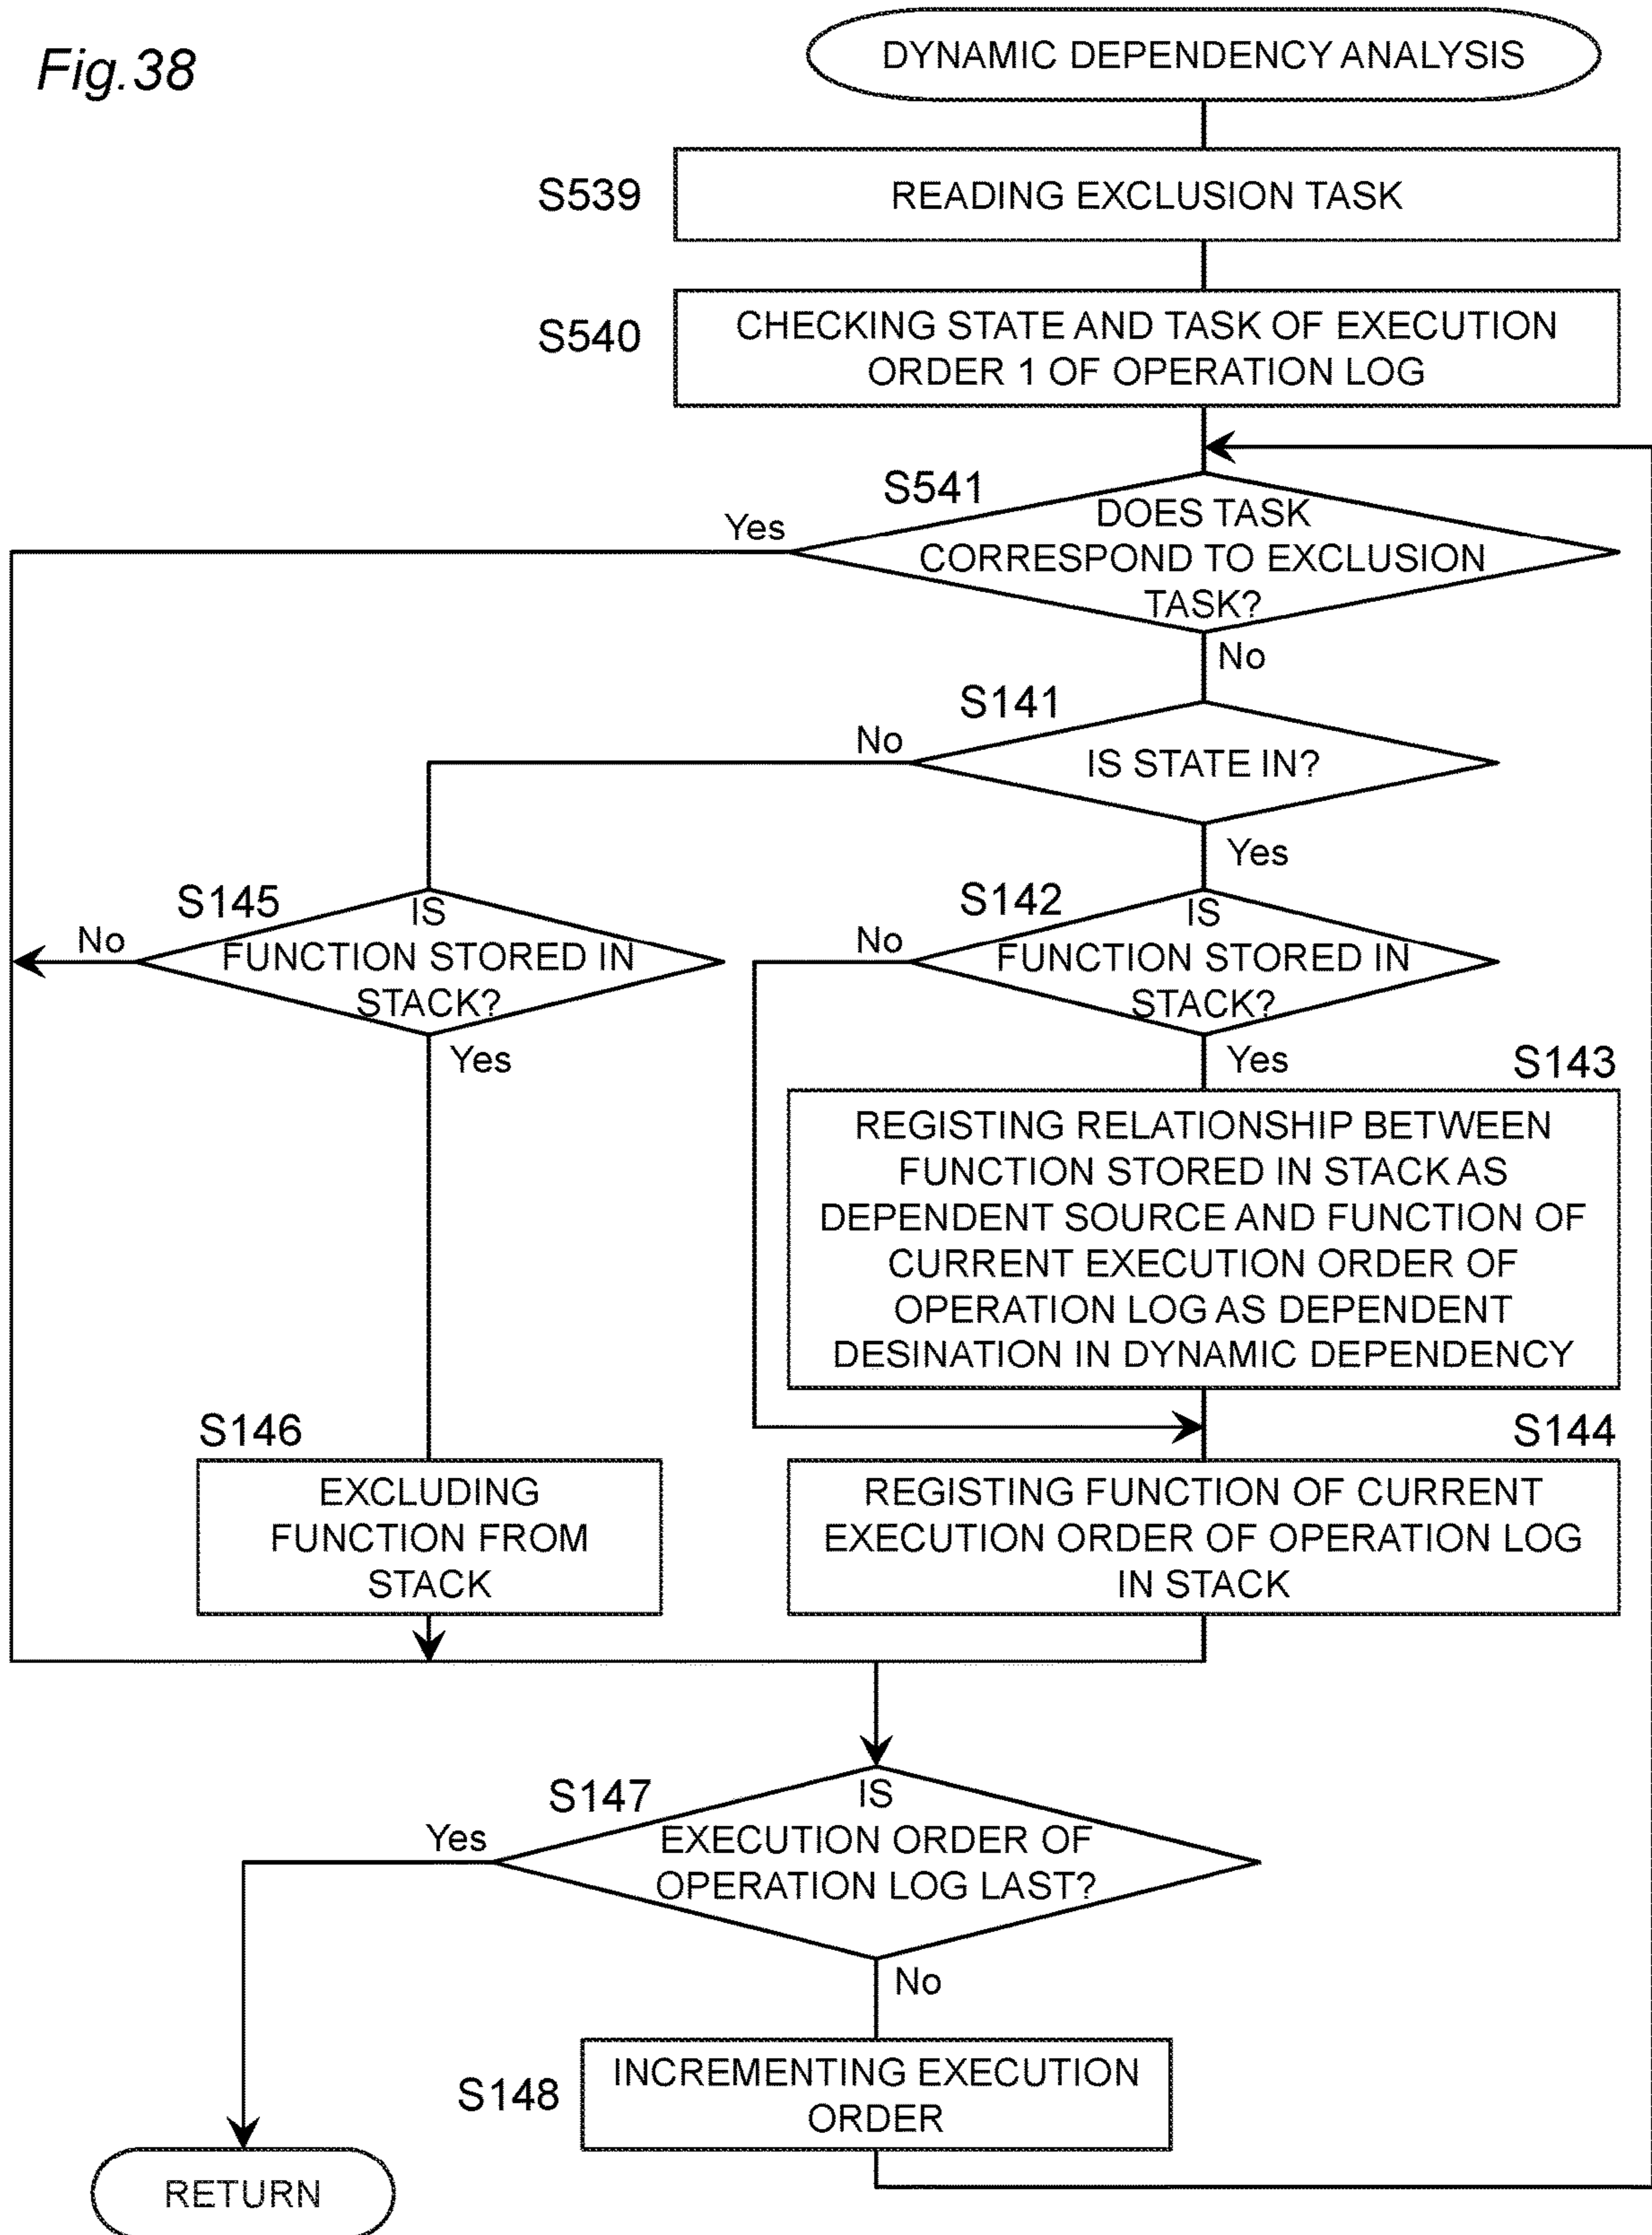 Fig.38
DYNAMIC DEPENDENCY ANALYSIS
S539
READING EXCLUSION TASK
S540
CHECKING STATE AND TASK OF EXECUTION
ORDER 1 OF OPERATION LOG
S541
DOES TASK
CORRESPOND TO EXCLUSION
TASK?
Yes
No
S141
IS STATE IN?
No
Yes
S145
IS
FUNCTION STORED IN
STACK?
No
Yes
S142
IS
FUNCTION STORED IN
STACK?
No
Yes
S143
REGISTING RELATIONSHIP BETWEEN
FUNCTION STORED IN STACK AS
DEPENDENT SOURCE AND FUNCTION OF
CURRENT EXECUTION ORDER OF
OPERATION LOG AS DEPENDENT
DESINATION IN DYNAMIC DEPENDENCY
S146
EXCLUDING
FUNCTION FROM
STACK
S144
REGISTING FUNCTION OF CURRENT
EXECUTION ORDER OF OPERATION LOG
IN STACK
S147
IS
EXECUTION ORDER OF
OPERATION LOG LAST?
Yes
No
S148
INCREMENTING EXECUTION
ORDER
RETURN